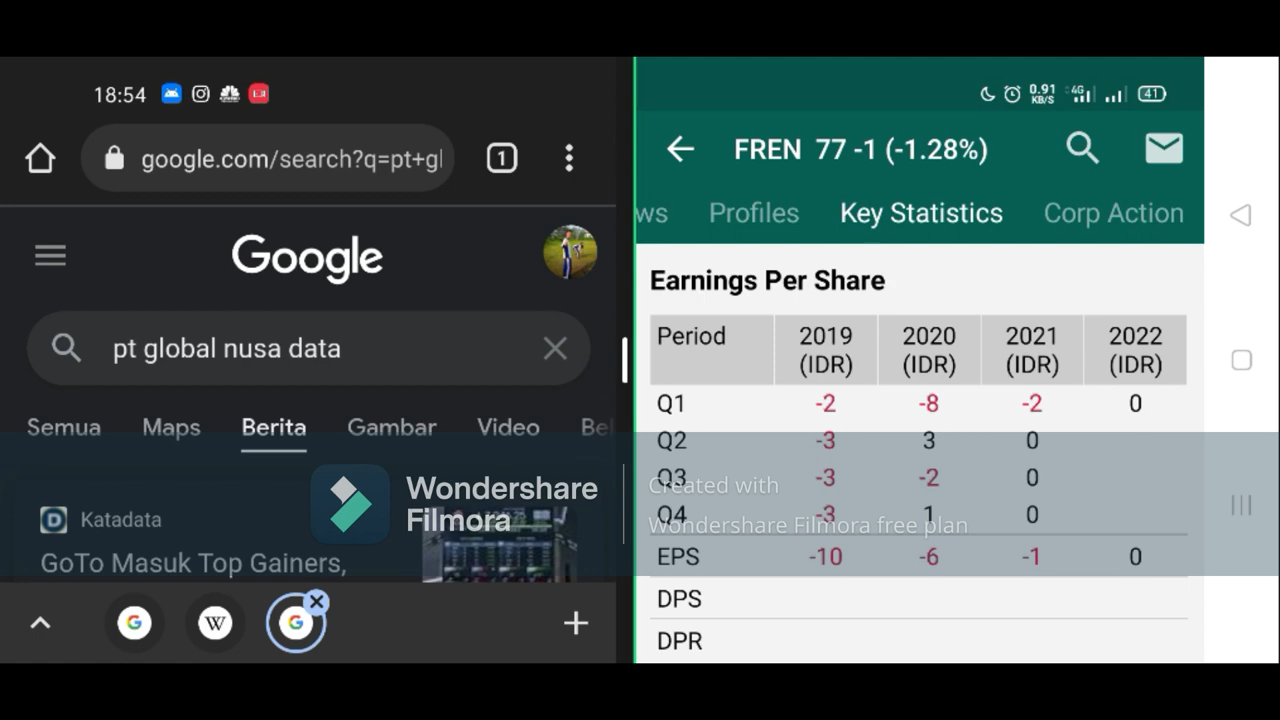 18:54
google.com/search?q=pt+gl
1
Google
pt global nusa data
Semua Maps Berita Gambar Video Bel
Wondershare
Filmora
Katadata
GoTo Masuk Top Gainers,
0.91 KB/S 4G 41
FREN 77 -1 (-1.28%)
ws Profiles Key Statistics Corp Action
Earnings Per Share
Period 2019 (IDR) 2020 (IDR) 2021 (IDR) 2022 (IDR)
Q1 -2 -8 -2 0
Q2 -3 3 0
Q3 -3 -2 0
Created with
Q4 -3 1 0
Wondershare Filmora free plan
EPS -10 -6 -1 0
DPS
DPR